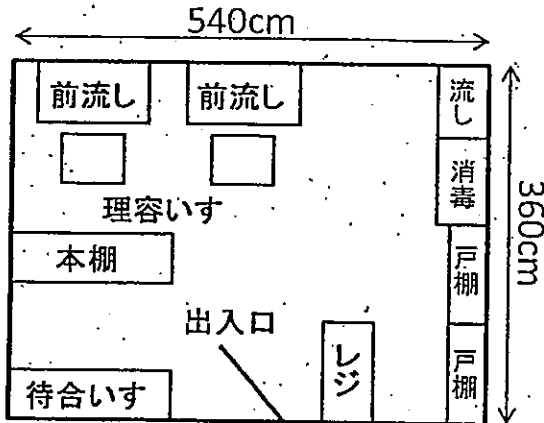 540cm
前流し
前流し
流し
消毒
360cm
理容いす
本棚
戸棚
出入口
レジ
戸棚
待合いす